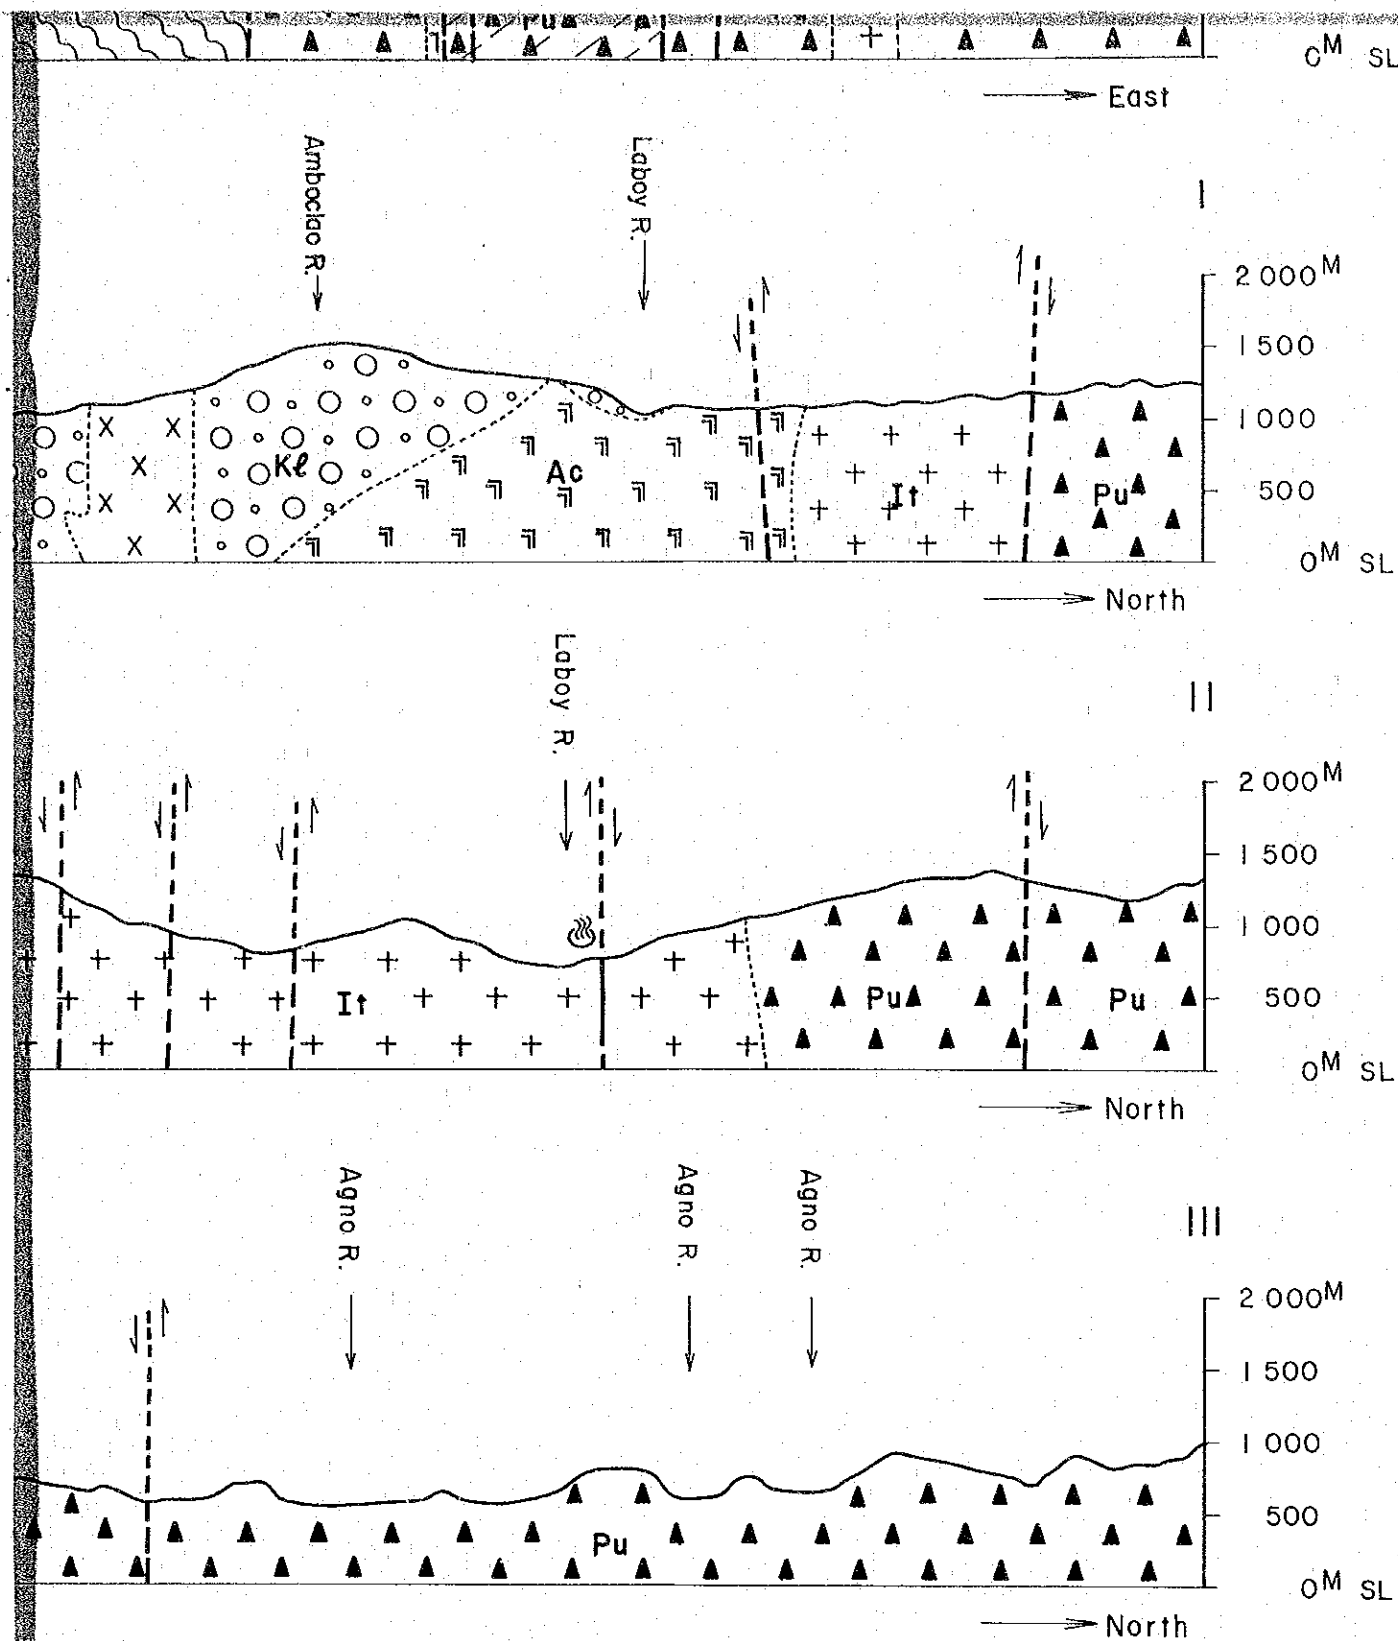 Pu
0M SL
East
Amboclao R.
Laboy R.
I
2 000M
1 500
1 000
500
0M SL
Kl
Ac
It
Pu
North
Laboy R.
II
2 000M
1 500
1 000
500
0M SL
It
Pu
Pu
North
Agno R.
Agno R.
Agno R.
III
2 000M
1 500
1 000
500
0M SL
Pu
North